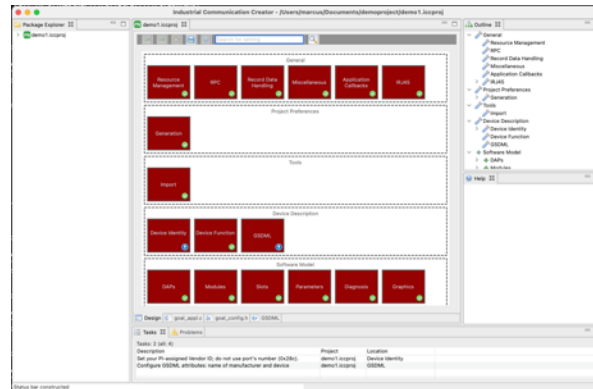 Industrial Communication Creator - /Users/marcus/Documents/demoproject/demo1.iccproj
Package Explorer
demo1.iccproj
demo1.iccproj
Search for setting
General
Resource Management
RPC
Record Data Handling
Miscellaneous
Application Callbacks
IRJ45
Project Preferences
Generation
Tools
Import
Device Description
Device Identity
Device Function
GSDML
Software Model
DAPs
Modules
Slots
Parameters
Diagnosis
Graphics
Design
goal_appl.c
goal_config.h
GSDML
Outline
General
Resource Management
RPC
Record Data Handling
Miscellaneous
Application Callbacks
IRJ45
Project Preferences
Generation
Tools
Import
Device Description
Device Identity
Device Function
GSDML
Software Model
DAPs
Modules
Help
Tasks
Problems
Tasks: 2 (all: 4)
Description Project Location
Set your PI-assigned Vendor ID; do not use port's number (0x28c). demo1.iccproj Device Identity
Configure GSDML attributes: name of manufacturer and device demo1.iccproj GSDML
Status bar constructed